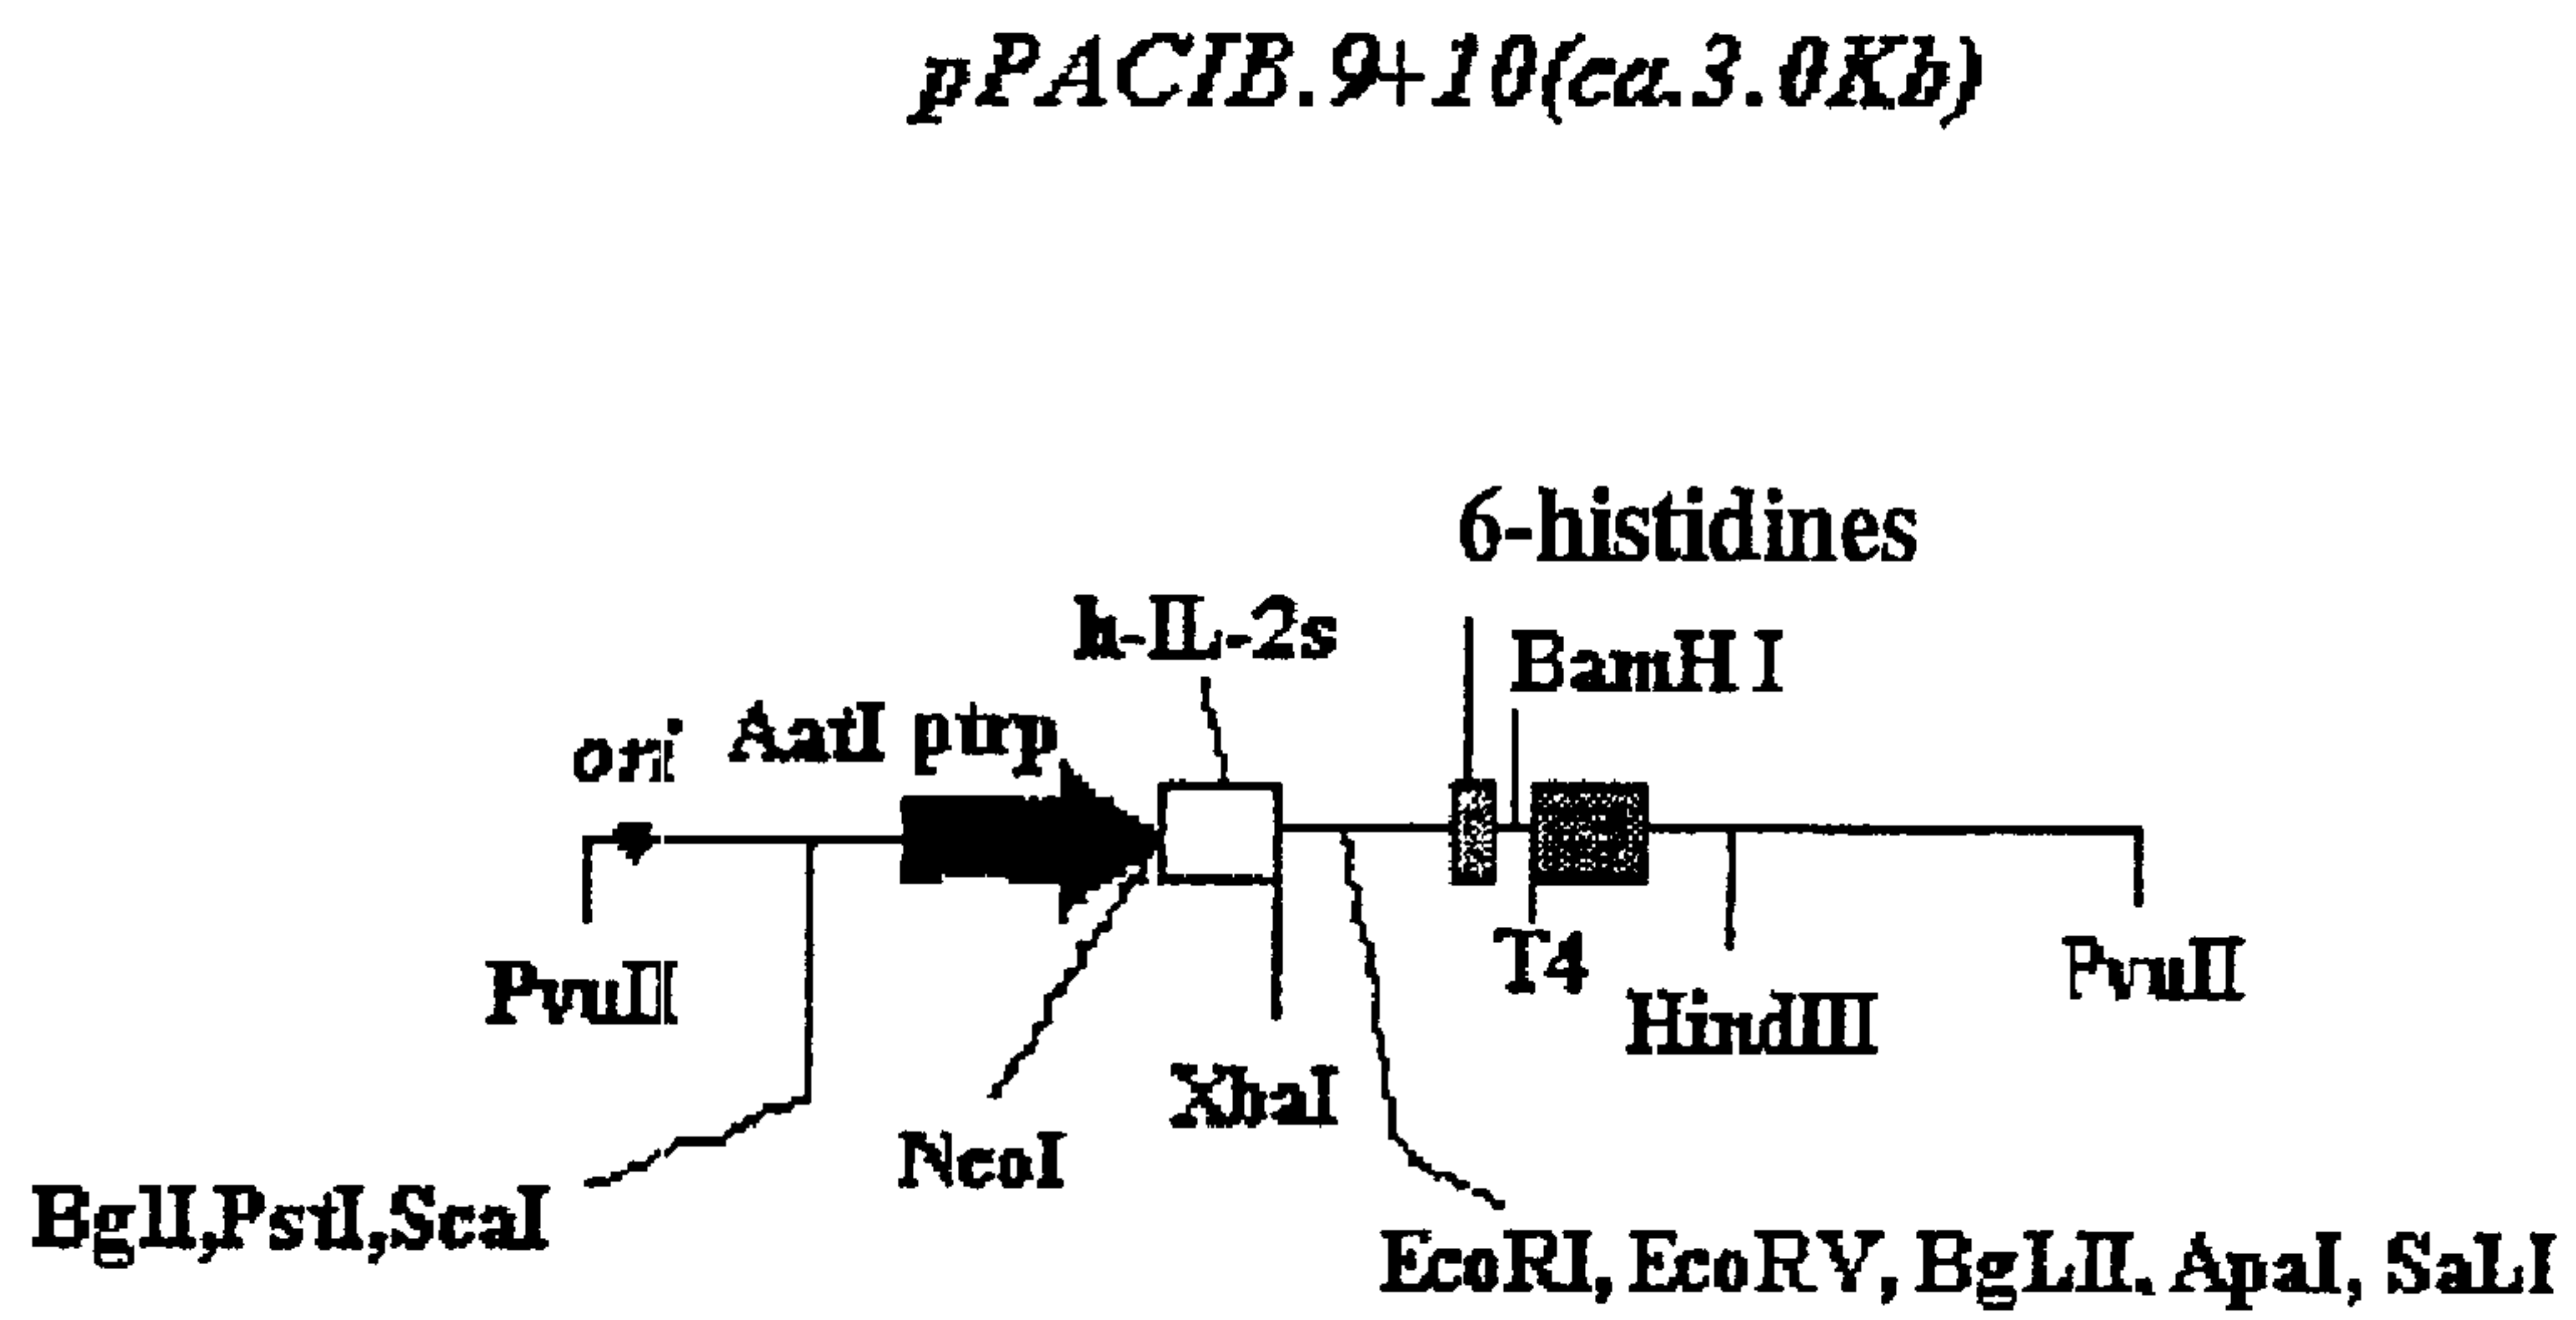 pPACIB.9+10(ca.3.0Kb)
6-histidines
h-IL-2s
BamH I
ori AatI ptrp
T4
PvuII
PvuII
HindIII
XbaI
NcoI
BglI,PstI,ScaI
EcoRI, EcoRV, BgLII. ApaI, SaLI